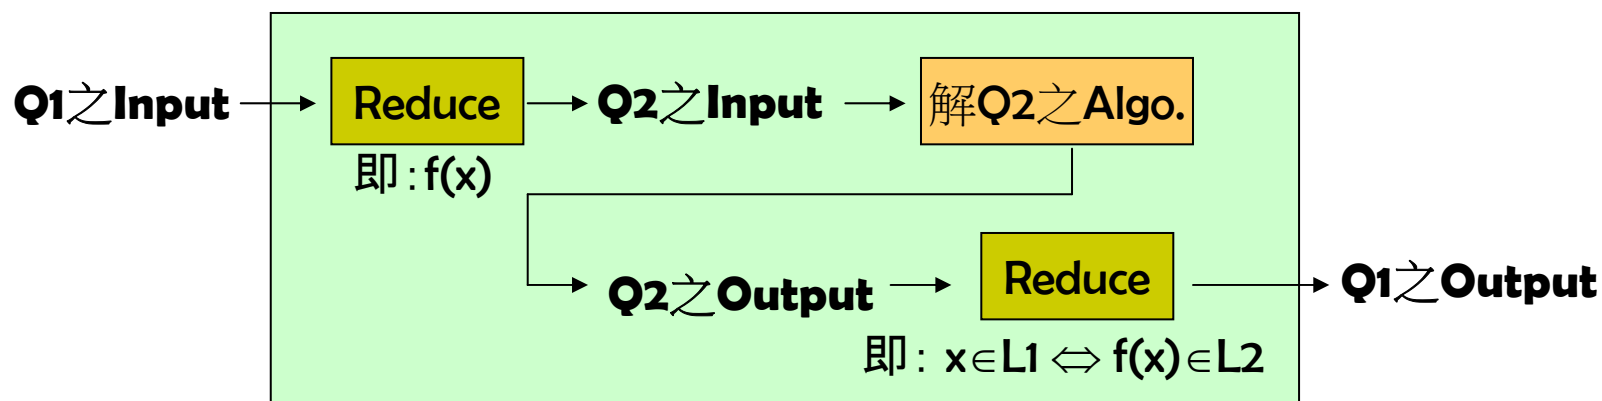 Q1之Input
Reduce
Q2之Input
解Q2之Algo.
即:f(x)
Q2之Output
Reduce
Q1之Output
即: x∈L1 ⇔ f(x)∈L2